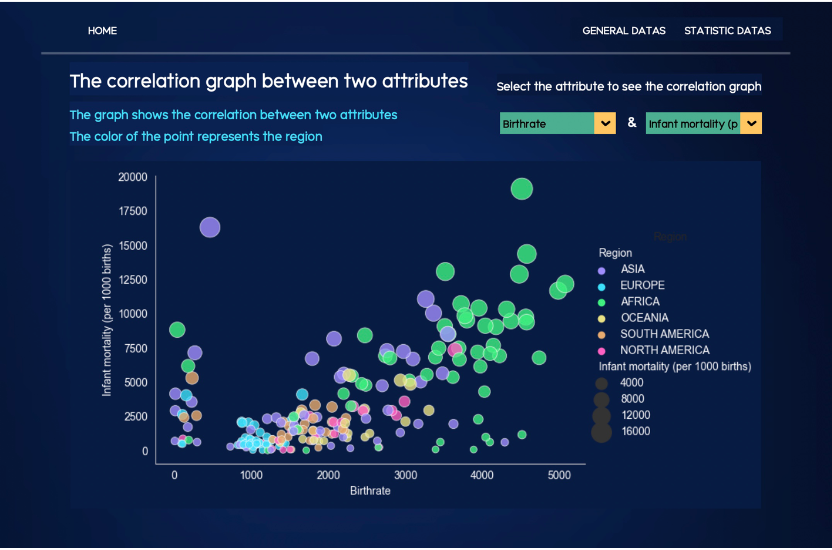 HOME
GENERAL DATAS
STATISTIC DATAS
The correlation graph between two attributes
Select the attribute to see the correlation graph
The graph shows the correlation between two attributes
The color of the point represents the region
Birthrate
&
Infant mortality (p
20000
17500
15000
12500
10000
7500
5000
2500
0
Infant mortality (per 1000 births)
0
1000
2000
3000
4000
5000
Birthrate
Region
Region
ASIA
EUROPE
AFRICA
OCEANIA
SOUTH AMERICA
NORTH AMERICA
Infant mortality (per 1000 births)
4000
8000
12000
16000